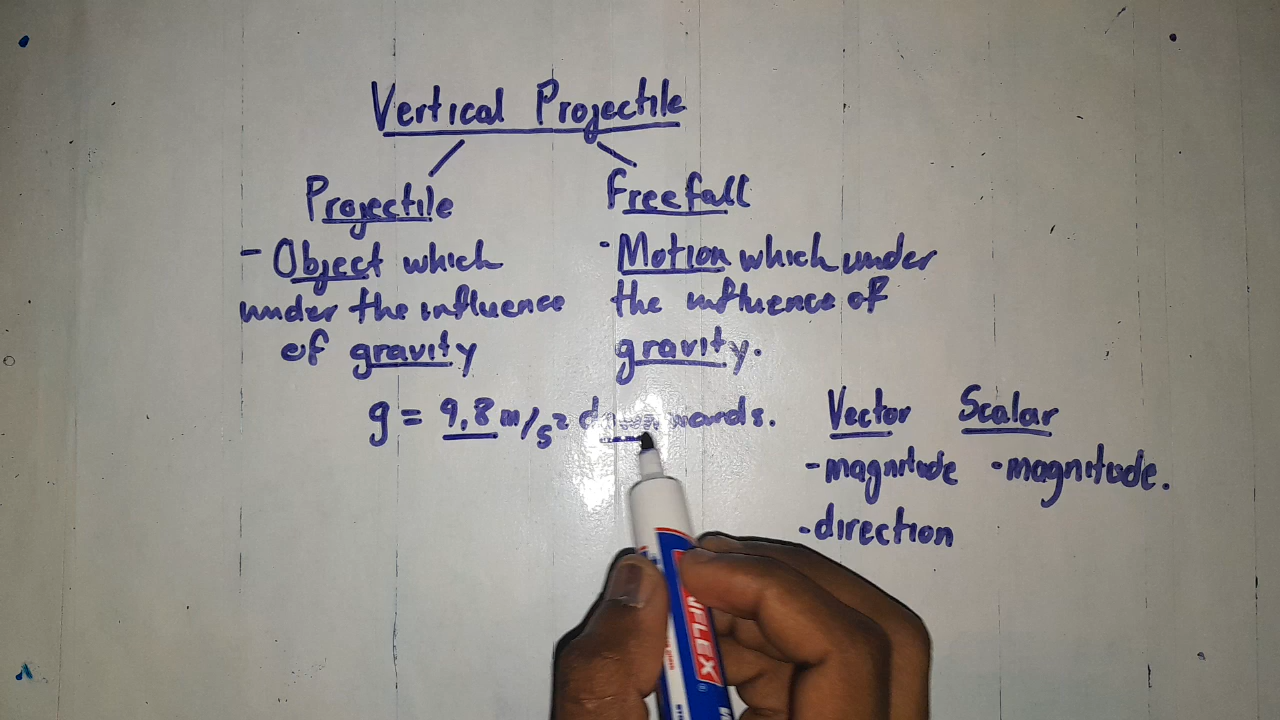 Vertical Projectile
Projectile
- Object which
under the influence
of gravity
Freefall
- Motion which under
the influence of
gravity.
g = 9,8 m/s² downwards.
Vector
- magnitude
- direction
Scalar
- magnitude.